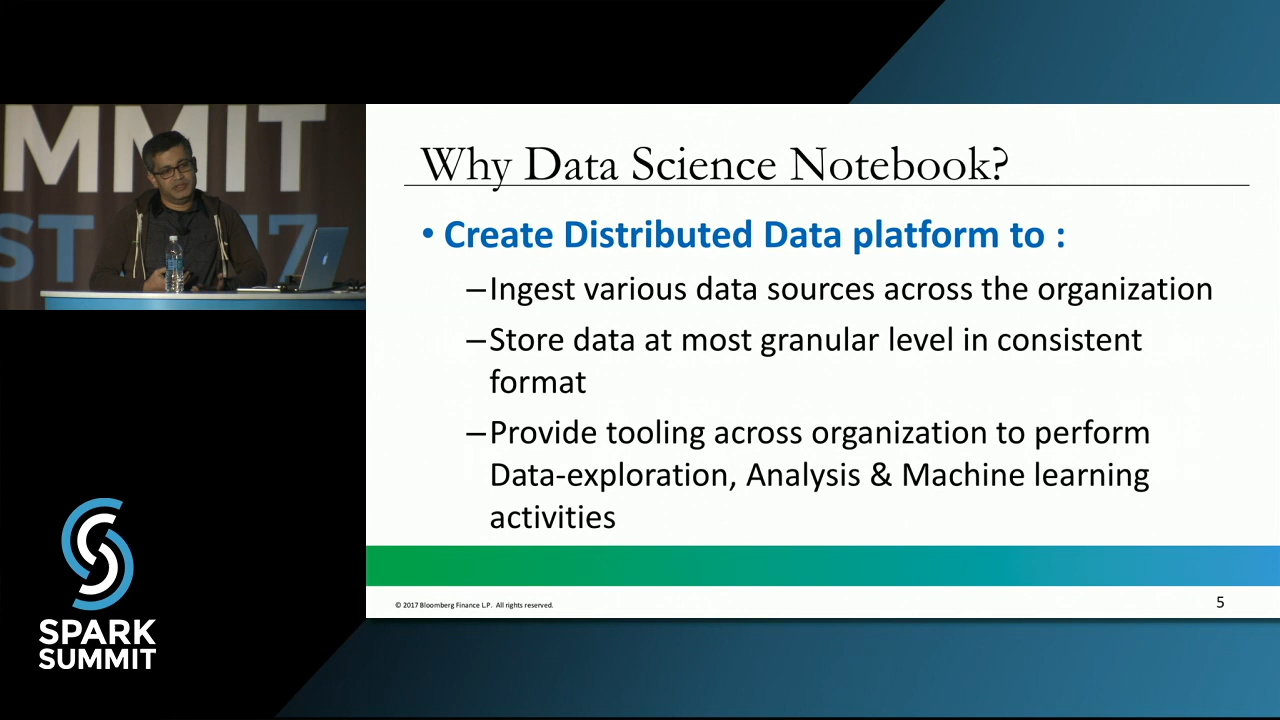 MMIT
ST 17
Why Data Science Notebook?
• Create Distributed Data platform to :
–Ingest various data sources across the organization
–Store data at most granular level in consistent
format
–Provide tooling across organization to perform
Data-exploration, Analysis & Machine learning
activities
© 2017 Bloomberg Finance L.P. All rights reserved.
5
SPARK
SUMMIT